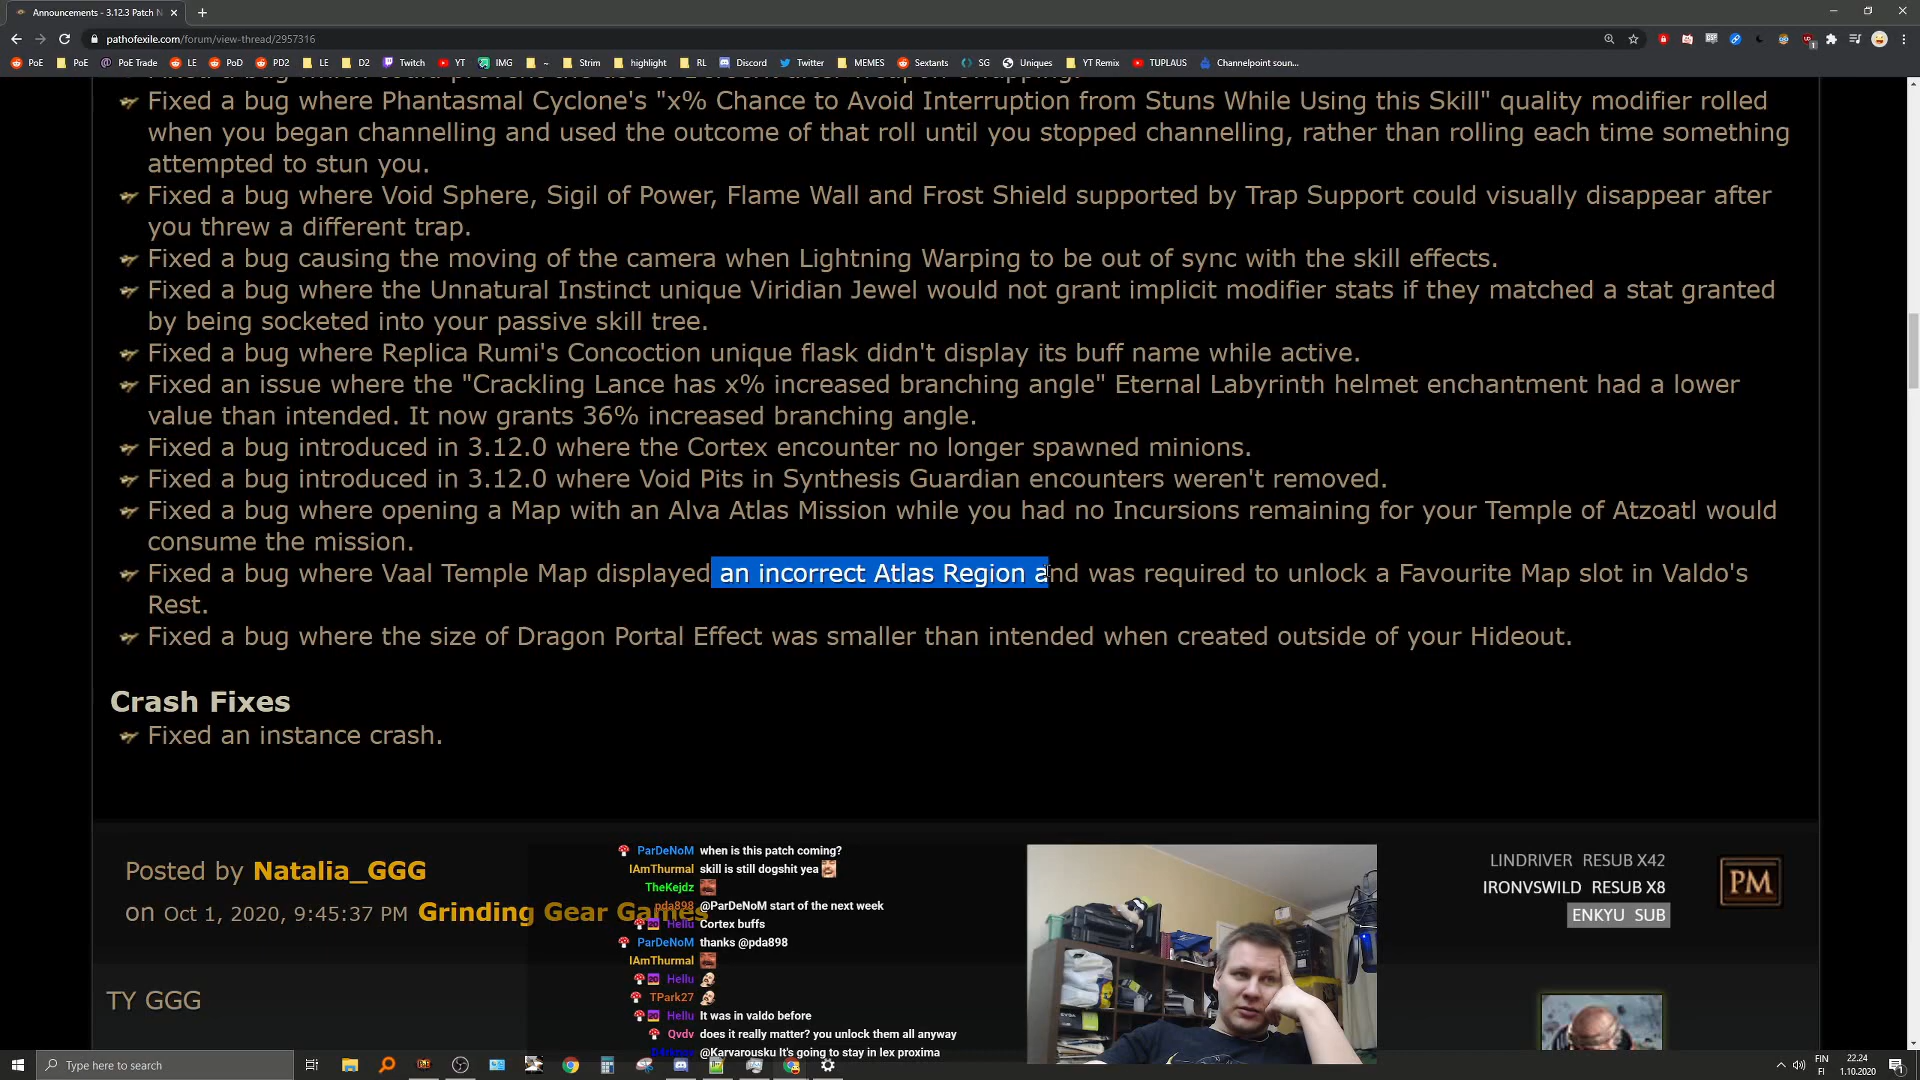 Announcements - 3.12.3 Patch N
pathofexile.com/forum/view-thread/2957316
PoE PoE PoE Trade LE PoD PD2 LE D2 Twitch YT IMG ~ Strim highlight RL Discord Twitter MEMES Sextants SG Uniques YT Remix TUPLAUS Channelpoint soun...
Fixed a bug where Phantasmal Cyclone's "x% Chance to Avoid Interruption from Stuns While Using this Skill" quality modifier rolled
when you began channelling and used the outcome of that roll until you stopped channelling, rather than rolling each time something
attempted to stun you.
Fixed a bug where Void Sphere, Sigil of Power, Flame Wall and Frost Shield supported by Trap Support could visually disappear after
you threw a different trap.
Fixed a bug causing the moving of the camera when Lightning Warping to be out of sync with the skill effects.
Fixed a bug where the Unnatural Instinct unique Viridian Jewel would not grant implicit modifier stats if they matched a stat granted
by being socketed into your passive skill tree.
Fixed a bug where Replica Rumi's Concoction unique flask didn't display its buff name while active.
Fixed an issue where the "Crackling Lance has x% increased branching angle" Eternal Labyrinth helmet enchantment had a lower
value than intended. It now grants 36% increased branching angle.
Fixed a bug introduced in 3.12.0 where the Cortex encounter no longer spawned minions.
Fixed a bug introduced in 3.12.0 where Void Pits in Synthesis Guardian encounters weren't removed.
Fixed a bug where opening a Map with an Alva Atlas Mission while you had no Incursions remaining for your Temple of Atzoatl would
consume the mission.
Fixed a bug where Vaal Temple Map displayed an incorrect Atlas Region and was required to unlock a Favourite Map slot in Valdo's
Rest.
Fixed a bug where the size of Dragon Portal Effect was smaller than intended when created outside of your Hideout.
Crash Fixes
Fixed an instance crash.
Posted by Natalia_GGG
on Oct 1, 2020, 9:45:37 PM Grinding Gear Games
TY GGG
ParDeNoM when is this patch coming?
IAmThurmal skill is still dogshit yea
TheKejdz
pda898 @ParDeNoM start of the next week
Hellu Cortex buffs
ParDeNoM thanks @pda898
IAmThurmal
Hellu
TPark27
Hellu It was in valdo before
Qvdv does it really matter? you unlock them all anyway
@Karvarousku It's going to stay in lex proxima
LINDRIVER RESUB X42
IRONVSWILD RESUB X8
ENKYU SUB
PM
Type here to search
FIN
FI
22.24
1.10.2020